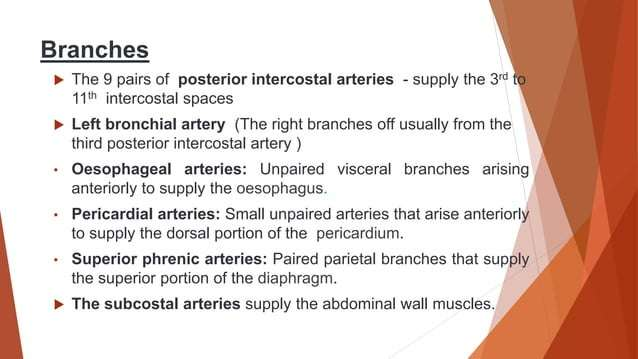 Branches
The 9 pairs of posterior intercostal arteries - supply the 3rd to
11th intercostal spaces
Left bronchial artery (The right branches off usually from the
third posterior intercostal artery )
Oesophageal arteries: Unpaired visceral branches arising
anteriorly to supply the oesophagus.
Pericardial arteries: Small unpaired arteries that arise anteriorly
to supply the dorsal portion of the pericardium.
Superior phrenic arteries: Paired parietal branches that supply
the superior portion of the diaphragm.
The subcostal arteries supply the abdominal wall muscles.